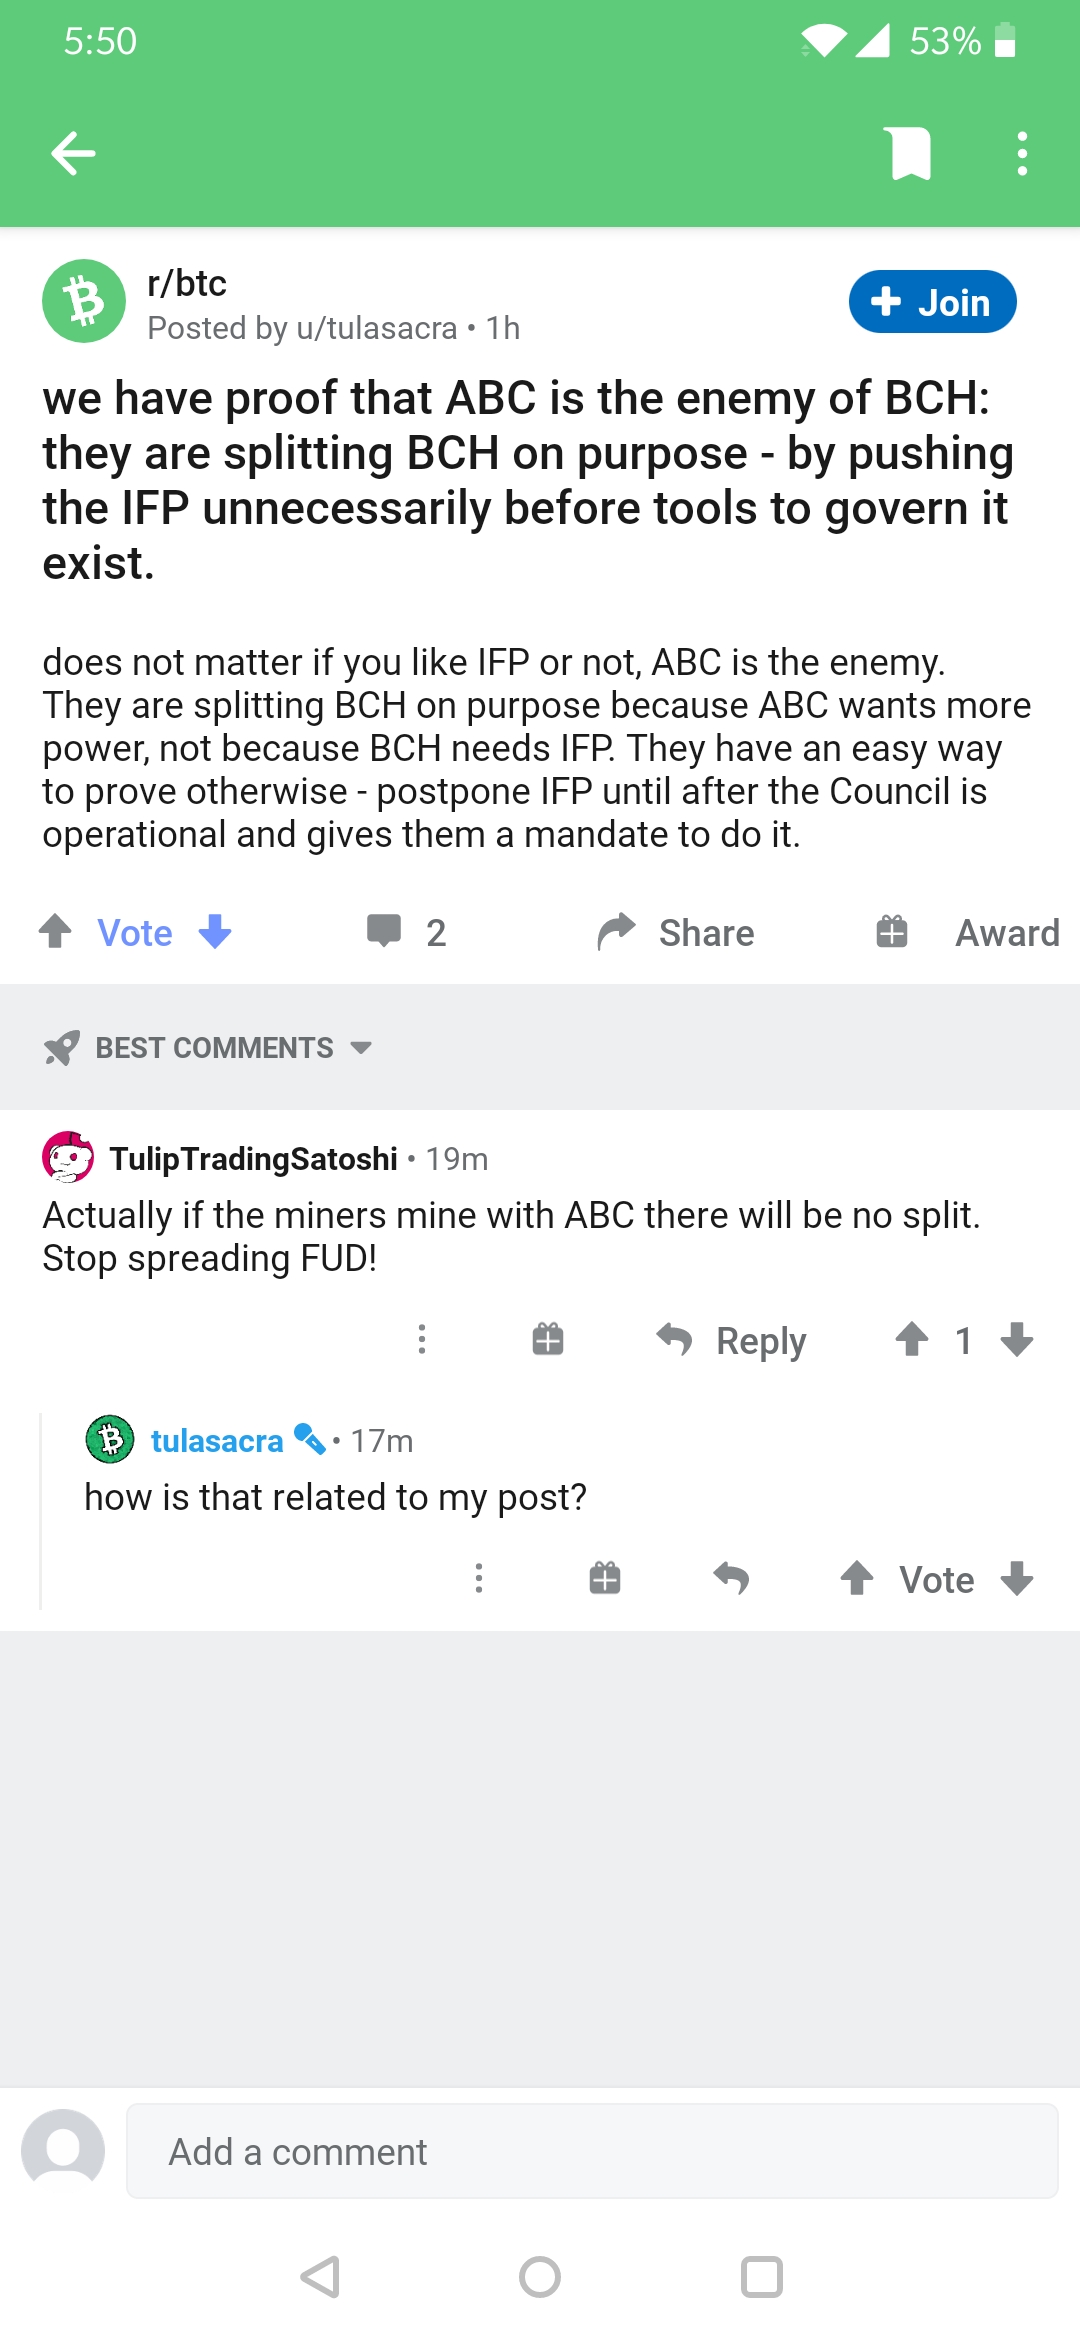 5:50
53%
r/btc
Posted by u/tulasacra • 1h
Join
we have proof that ABC is the enemy of BCH:
they are splitting BCH on purpose - by pushing
the IFP unnecessarily before tools to govern it
exist.
does not matter if you like IFP or not, ABC is the enemy.
They are splitting BCH on purpose because ABC wants more
power, not because BCH needs IFP. They have an easy way
to prove otherwise - postpone IFP until after the Council is
operational and gives them a mandate to do it.
Vote 2 Share Award
BEST COMMENTS
TulipTradingSatoshi • 19m
Actually if the miners mine with ABC there will be no split.
Stop spreading FUD!
Reply 1
tulasacra • 17m
how is that related to my post?
Vote
Add a comment